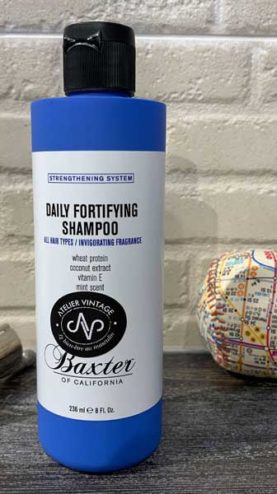 STRENGTHENING SYSTEM
DAILY FORTIFYING
SHAMPOO
ALL HAIR TYPES / INVIGORATING FRAGRANCE
wheat protein
coconut extract
vitamin E
mint scent
ATELIER VINTAGE
Baxter
OF CALIFORNIA
236 ml e 8 Fl. Oz.